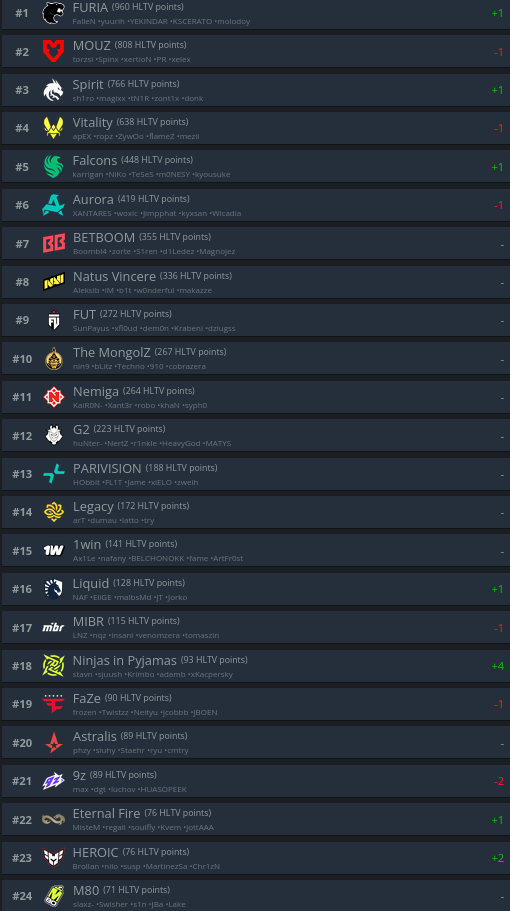 #1 FURIA (960 HLTV points) +1
FalleN •yuurih •YEKINDAR •KSCERATO •molodoy
#2 MOUZ (808 HLTV points) -1
torzsi •Spinx •xertioN •PR •xelex
#3 Spirit (766 HLTV points) +1
sh1ro •magixx •tN1R •zont1x •donk
#4 Vitality (638 HLTV points) -1
apEX •ropz •ZywOo •flameZ •mezii
#5 Falcons (448 HLTV points) +1
karrigan •NiKo •TeSeS •m0NESY •kyousuke
#6 Aurora (419 HLTV points) -1
XANTARES •woxic •Jimpphat •kyxsan •Wicadia
#7 BETBOOM (355 HLTV points) -
Boombl4 •zorte •S1ren •d1Ledez •Magnojez
#8 Natus Vincere (336 HLTV points) -
Aleksib •iM •b1t •w0nderful •makazze
#9 FUT (272 HLTV points) -
SunPayus •xfl0ud •dem0n •Krabeni •dziugss
#10 The MongolZ (267 HLTV points) -
nin9 •bLitz •Techno •910 •cobrazera
#11 Nemiga (264 HLTV points) -
KaiR0N- •Xant3r •robo •khaN •syph0
#12 G2 (223 HLTV points) -
huNter- •NertZ •r1nkle •HeavyGod •MATYS
#13 PARIVISION (188 HLTV points) -
HObbit •FL1T •Jame •xiELO •zweih
#14 Legacy (172 HLTV points) -
arT •dumau •latto •try
#15 1win (141 HLTV points) -
Ax1Le •nafany •BELCHONOKK •fame •ArtFr0st
#16 Liquid (128 HLTV points) +1
NAF •EliGE •malbsMd •JT •jorko
#17 MIBR (115 HLTV points) -1
LNZ •nqz •insani •venomzera •tomaszin
#18 Ninjas in Pyjamas (93 HLTV points) +4
stavn •sjuush •Krimbo •adamb •xKacpersky
#19 FaZe (90 HLTV points) -1
frozen •Twistzz •Neityu •jcobbb •JBOEN
#20 Astralis (89 HLTV points) -
phzy •sluhy •Staehr •ryu •cmtry
#21 9z (89 HLTV points) -2
max •dgt •luchov •HUASOPEEK
#22 Eternal Fire (76 HLTV points) +1
MisteM •regali •soulfly •Kvem •jottAAA
#23 HEROIC (76 HLTV points) +2
Brollan •nilo •susp •MartinezSa •Chr1zN
#24 M80 (71 HLTV points) -
slaxz- •Swisher •s1n •JBa •Lake